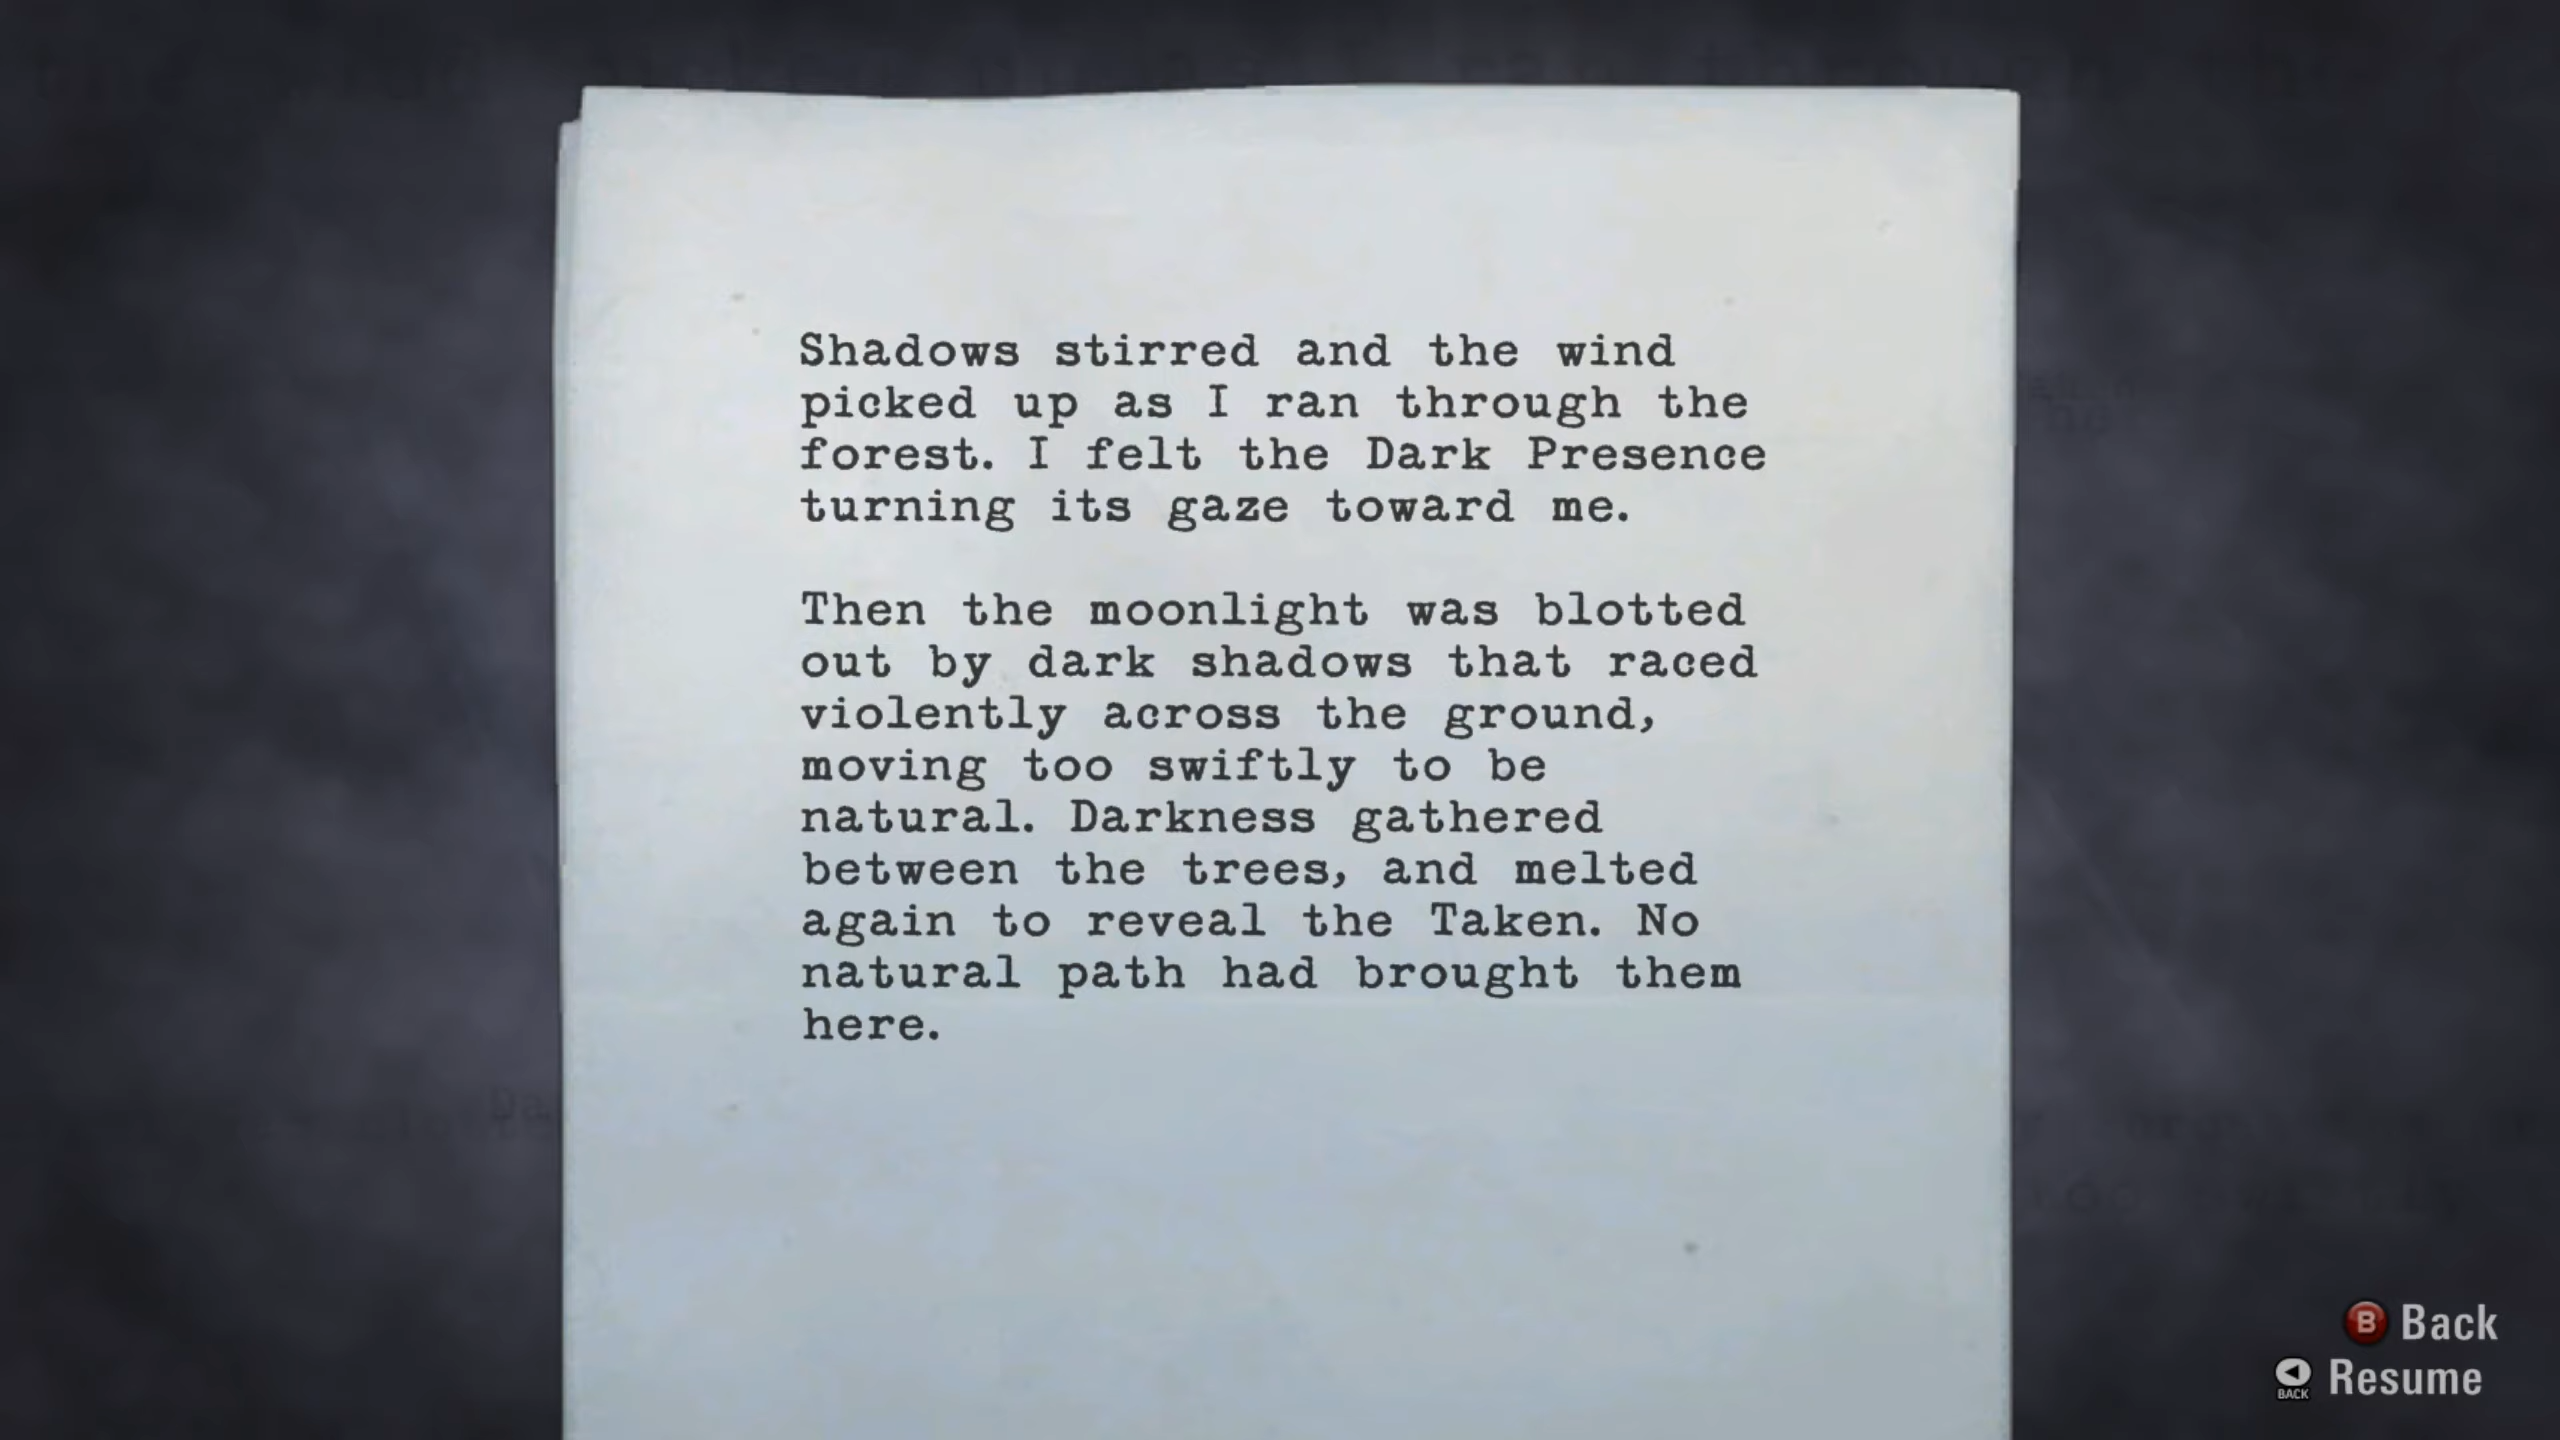 Shadows stirred and the wind
picked up as I ran through the
forest. I felt the Dark Presence
turning its gaze toward me.
Then the moonlight was blotted
out by dark shadows that raced
violently across the ground,
moving too swiftly to be
natural. Darkness gathered
between the trees, and melted
again to reveal the Taken. No
natural path had brought them
here.
B Back
BACK Resume